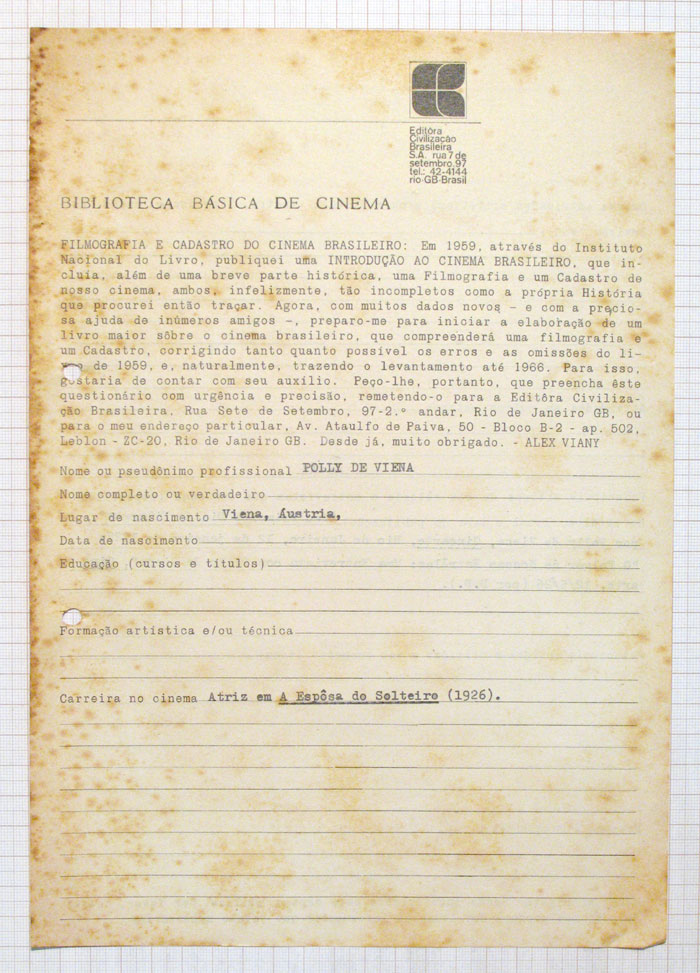 Editôra
Civilização
Brasileira
S.A. rua 7 de
setembro, 97
tel.: 42-4144
rio·GB·Brasil
BIBLIOTECA BÁSICA DE CINEMA
FILMOGRAFIA E CADASTRO DO CINEMA BRASILEIRO: Em 1959, através do Instituto
Nacional do Livro, publiquei uma INTRODUÇÃO AO CINEMA BRASILEIRO, que in-
cluia, além de uma breve parte histórica, uma Filmografia e um Cadastro de
nosso cinema, ambos, infelizmente, tão incompletos como a própria História
que procurei então traçar. Agora, com muitos dados novos - e com a precio-
sa ajuda de inúmeros amigos -, preparo-me para iniciar a elaboração de um
livro maior sôbre o cinema brasileiro, que compreenderá uma filmografia e
um Cadastro, corrigindo tanto quanto possivel os erros e as omissões do li-
de 1959, e, naturalmente, trazendo o levantamento até 1966. Para isso,
gostaria de contar com seu auxílio. Peço-lhe, portanto, que preencha êste
questionário com urgência e precisão, remetendo-o para a Editôra Civiliza-
ção Brasileira, Rua Sete de Setembro, 97-2.º andar, Rio de Janeiro GB, ou
para o meu endereço particular, Av. Ataulfo de Paiva, 50 - Bloco B-2 - ap. 502,
Leblon - ZC-20, Rio de Janeiro GB. Desde já, muito obrigado. - ALEX VIANY
Nome ou pseudônimo profissional POLLY DE VIENA
Nome completo ou verdadeiro
Lugar de nascimento Viena, Áustria,
Data de nascimento
Educação (cursos e títulos)
Formação artística e/ou técnica
Carreira no cinema Atriz em A Espôsa do Solteiro (1926).